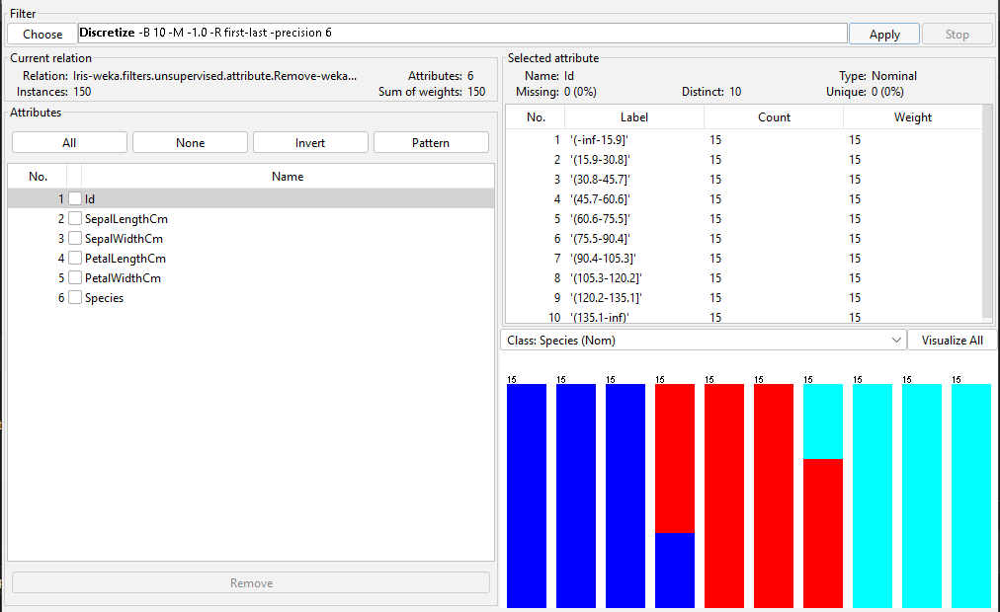 Filter
Choose Discretize -B 10 -M -1.0 -R first-last -precision 6 Apply Stop
Current relation
Relation: Iris-weka.filters.unsupervised.attribute.Remove-weka... Attributes: 6
Instances: 150 Sum of weights: 150
Attributes
All None Invert Pattern
No. Name
1 Id
2 SepalLengthCm
3 SepalWidthCm
4 PetalLengthCm
5 PetalWidthCm
6 Species
Remove
Selected attribute
Name: Id Type: Nominal
Missing: 0 (0%) Distinct: 10 Unique: 0 (0%)
No. Label Count Weight
1 '(-inf-15.9]' 15 15
2 '(15.9-30.8]' 15 15
3 '(30.8-45.7]' 15 15
4 '(45.7-60.6]' 15 15
5 '(60.6-75.5]' 15 15
6 '(75.5-90.4]' 15 15
7 '(90.4-105.3]' 15 15
8 '(105.3-120.2]' 15 15
9 '(120.2-135.1]' 15 15
10 '(135.1-inf)' 15 15
Class: Species (Nom) Visualize All
15 15 15 15 15 15 15 15 15 15